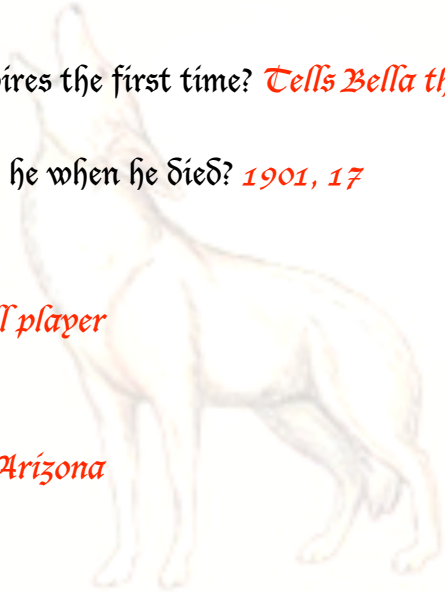 ires the first time? Tells Bella th
he when he died? 1901, 17
l player
Arizona